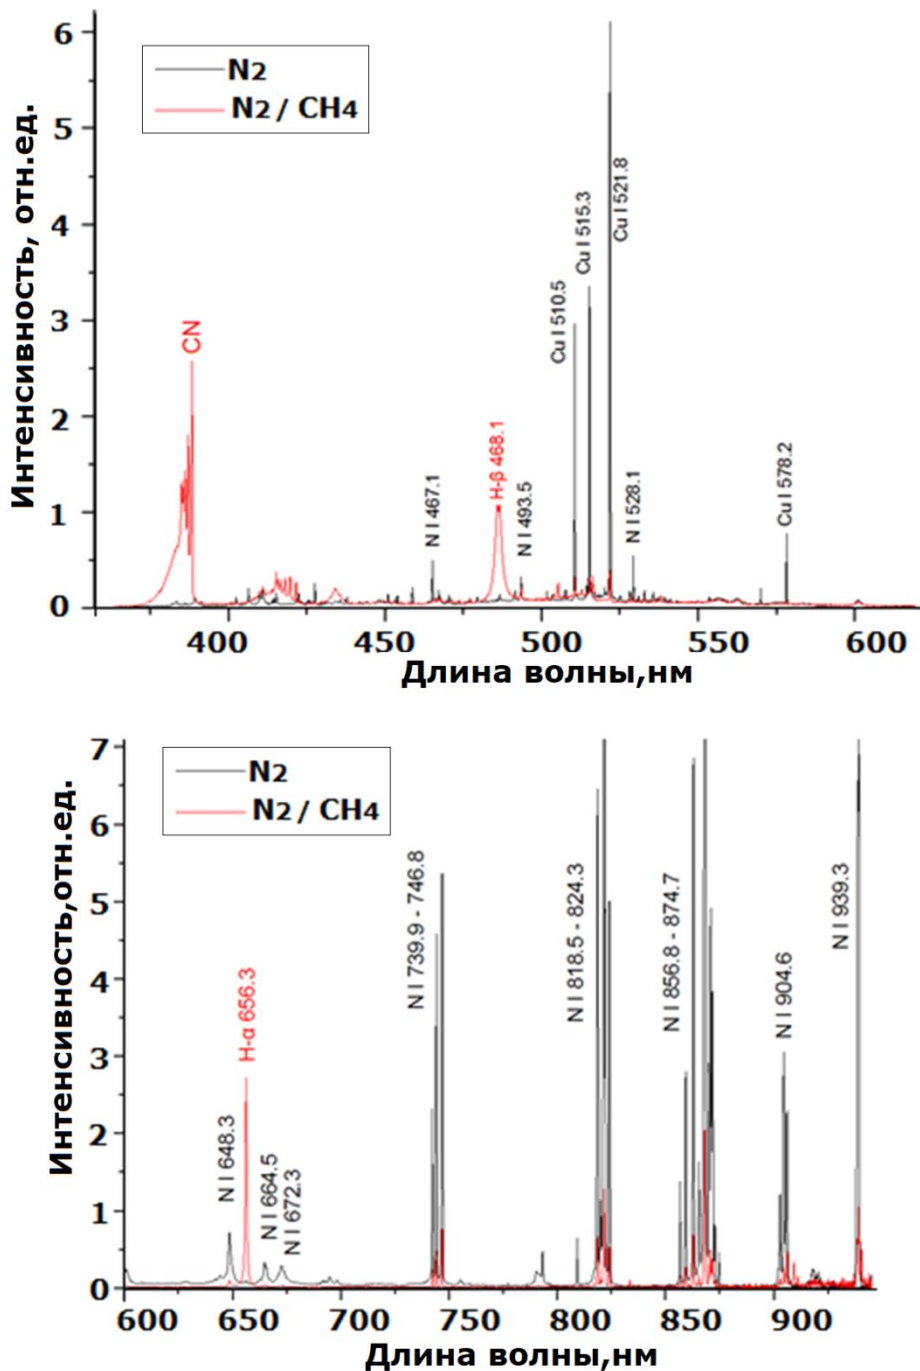 Интенсивность, отн.ед.
6
5
4
3
2
1
0
N2
N2 / CH4
CN
N I 467.1
H-β 468.1
N I 493.5
Cu I 510.5
Cu I 515.3
Cu I 521.8
N I 528.1
Cu I 578.2
400
450
500
550
600
Длина волны,нм
Интенсивность,отн.ед.
7
6
5
4
3
2
1
0
N2
N2 / CH4
N I 648.3
H-α 656.3
N I 664.5
N I 672.3
N I 739.9 - 746.8
N I 818.5 - 824.3
N I 856.8 - 874.7
N I 904.6
N I 939.3
600
650
700
750
800
850
900
Длина волны,нм